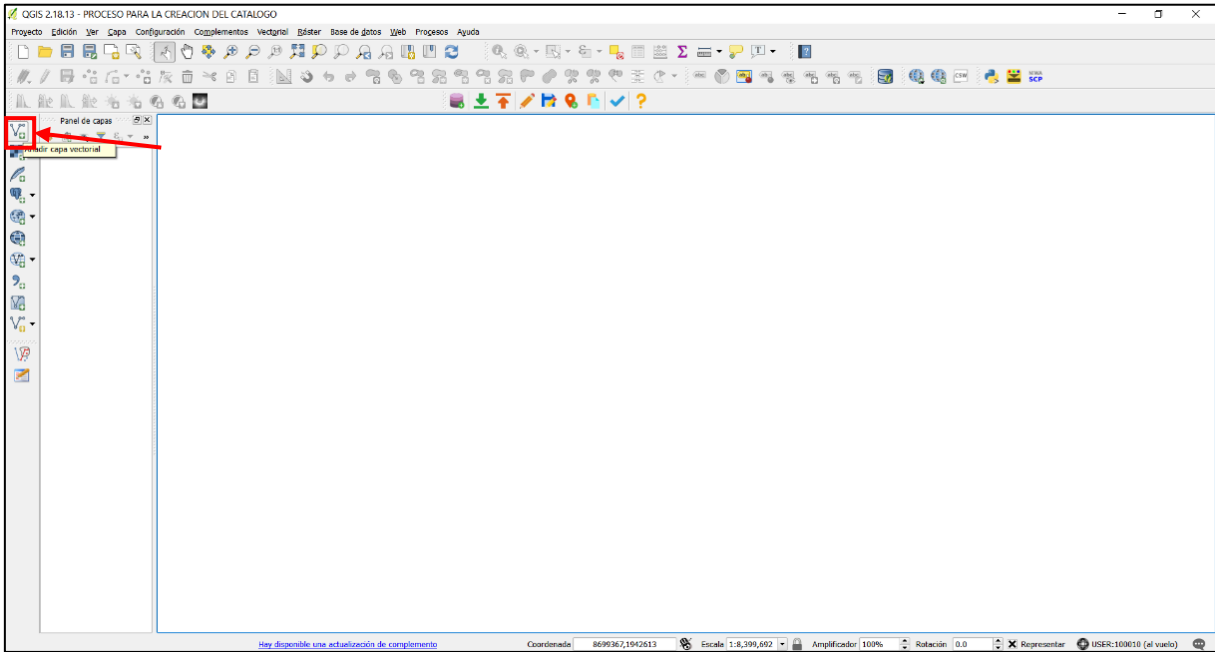 QGIS 2.18.13 - PROCESO PARA LA CREACION DEL CATALOGO
Proyecto Edición Ver Capa Configuración Complementos Vectorial Ráster Base de datos Web Procesos Ayuda
CSW
SCP
Panel de capas
Añadir capa vectorial
Hay disponible una actualización de complemento Coordenada 8699367,1942613 Escala 1:8,399,692 Amplificador 100% Rotación 0.0 Representar USER:100010 (al vuelo)